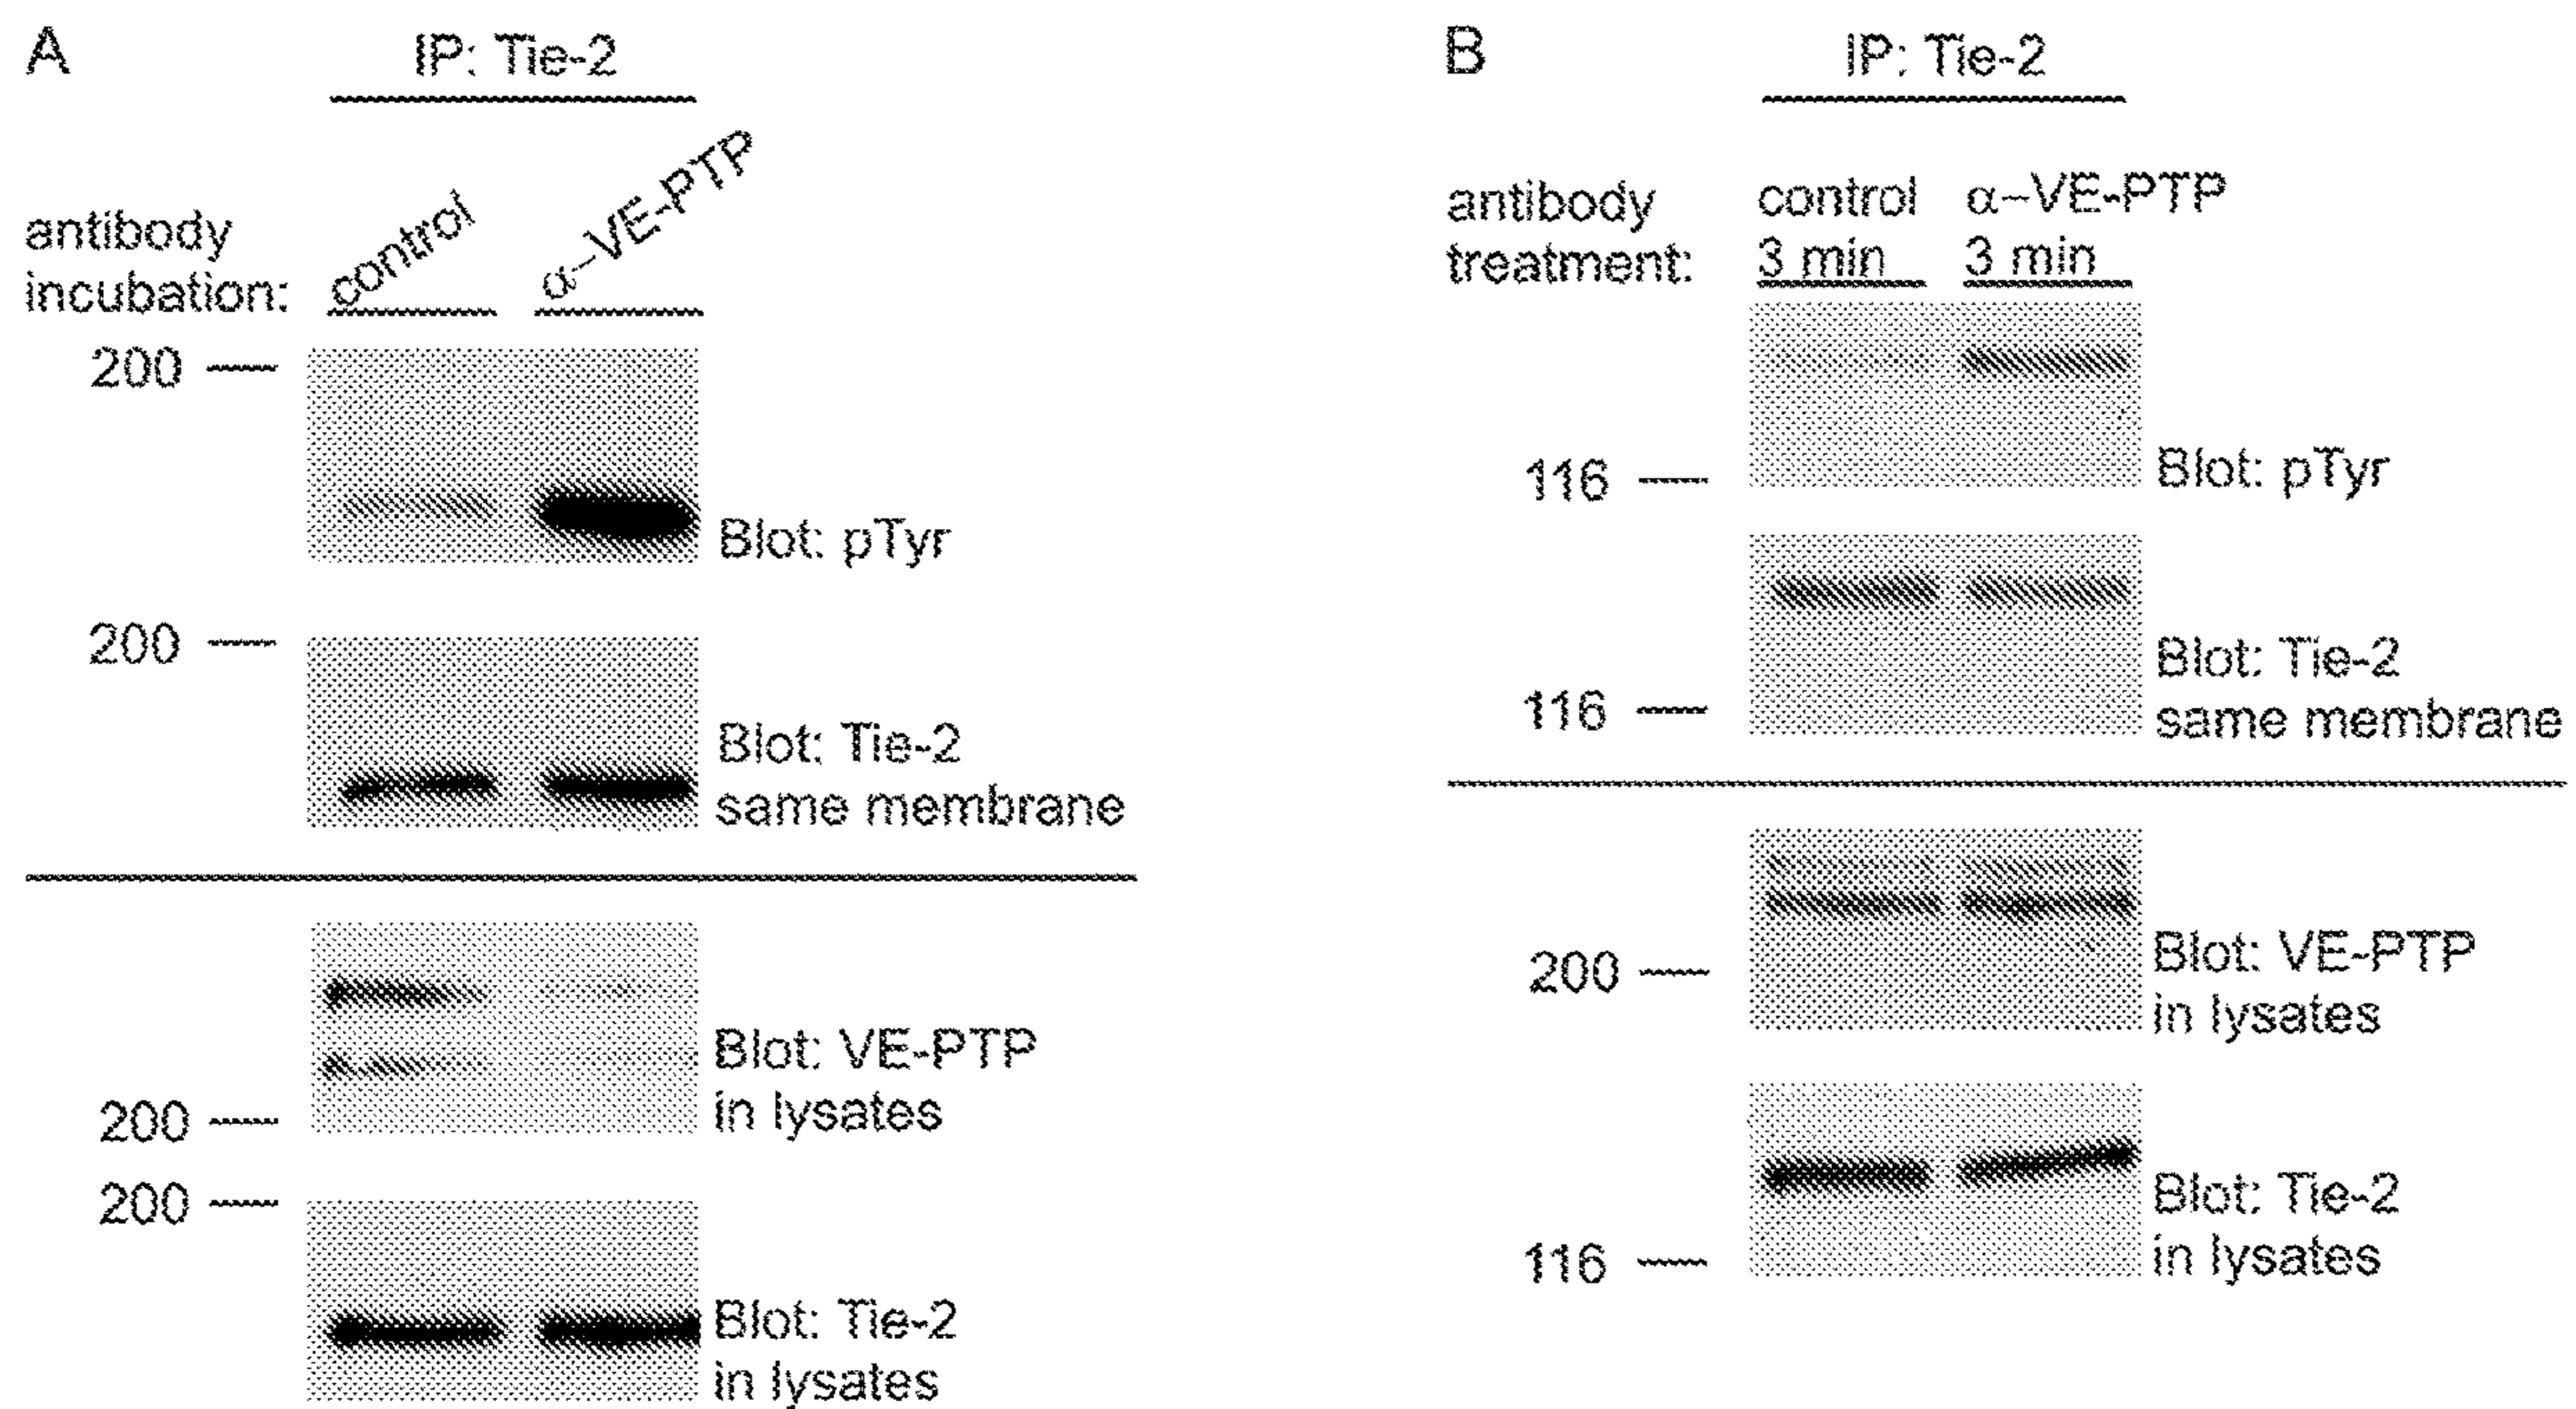 A
IP: Tie-2
antibody
incubation:
control
α–VE-PTP
200
Blot: pTyr
200
Blot: Tie-2
same membrane
Blot: VE-PTP
in lysates
200
200
Blot: Tie-2
in lysates
B
IP: Tie-2
antibody
treatment:
control
3 min
α–VE-PTP
3 min
116
Blot: pTyr
Blot: Tie-2
same membrane
116
200
Blot: VE-PTP
in lysates
Blot: Tie-2
in lysates
116